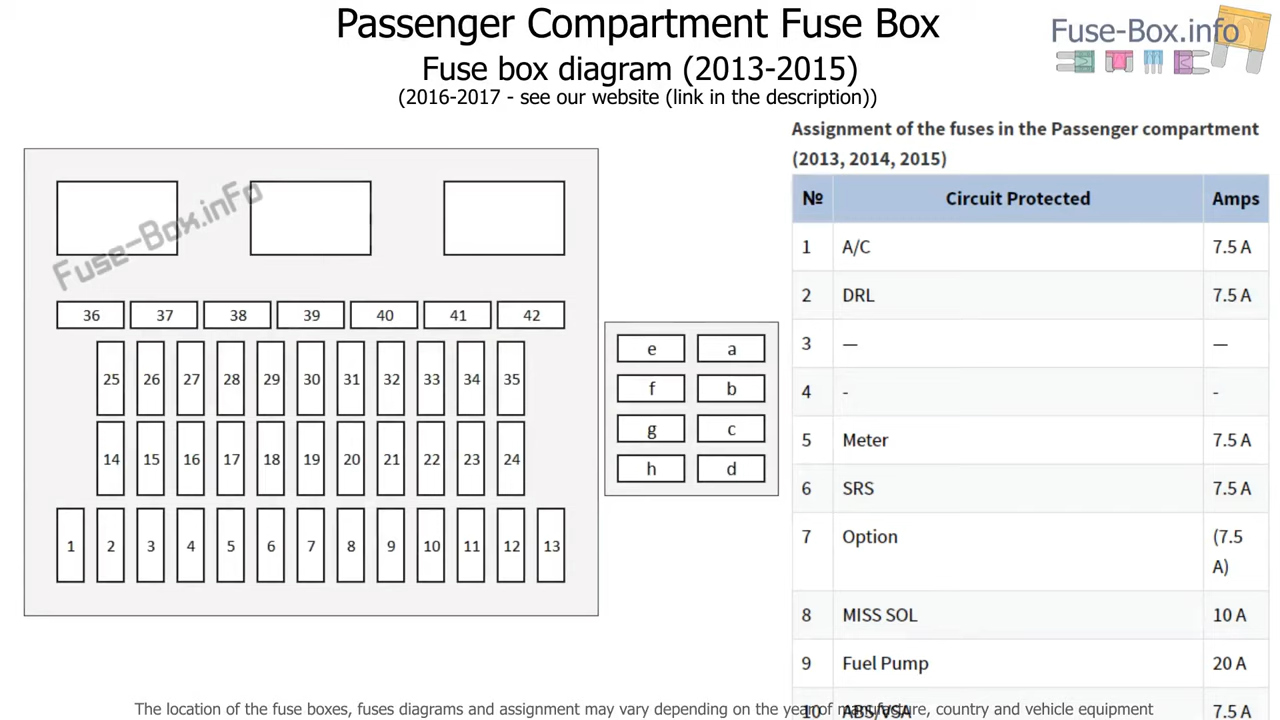 Passenger Compartment Fuse Box
Fuse box diagram (2013-2015)
(2016-2017 - see our website (link in the description))
Fuse-Box.info
Fuse-Box.info
36 37 38 39 40 41 42
25 26 27 28 29 30 31 32 33 34 35
14 15 16 17 18 19 20 21 22 23 24
1 2 3 4 5 6 7 8 9 10 11 12 13
e a
f b
g c
h d
Assignment of the fuses in the Passenger compartment
(2013, 2014, 2015)
№ Circuit Protected Amps
1 A/C 7.5 A
2 DRL 7.5 A
3 — —
4 - -
5 Meter 7.5 A
6 SRS 7.5 A
7 Option (7.5
A)
8 MISS SOL 10 A
9 Fuel Pump 20 A
10 ABS/VSA 7.5 A
The location of the fuse boxes, fuses diagrams and assignment may vary depending on the year of manufacture, country and vehicle equipment